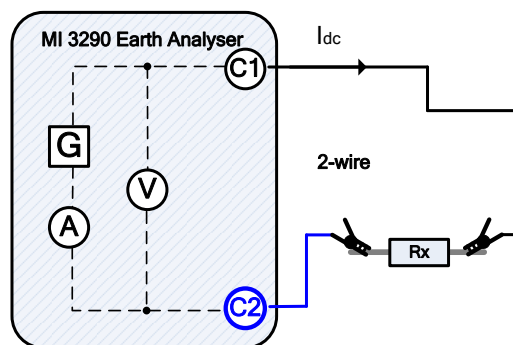 MI 3290 Earth Analyser
Idc
C1
G
2-wire
V
A
Rx
C2